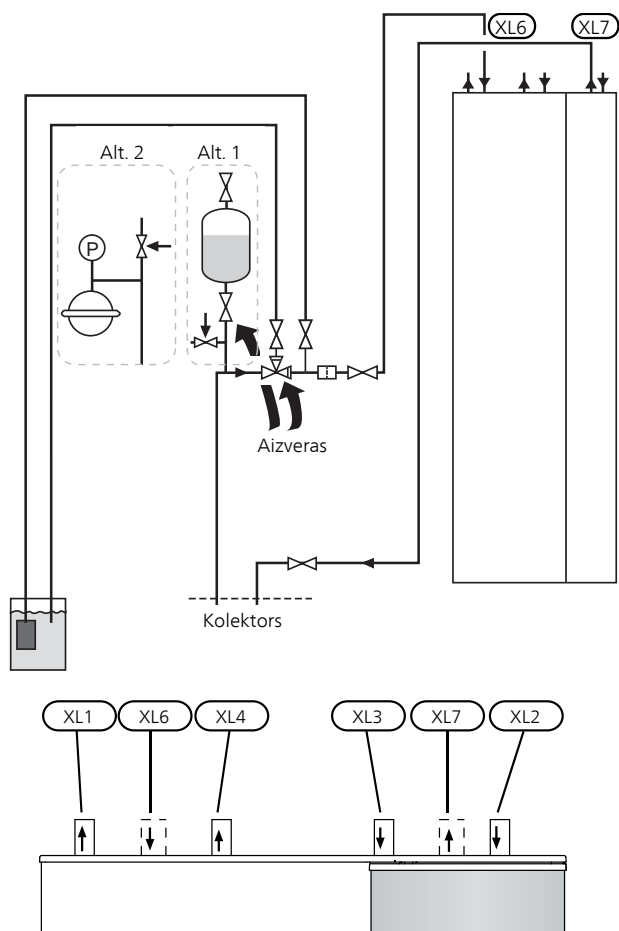 XL6 XL7
Alt. 2 Alt. 1
P
Aizveras
Kolektors
XL1 XL6 XL4 XL3 XL7 XL2